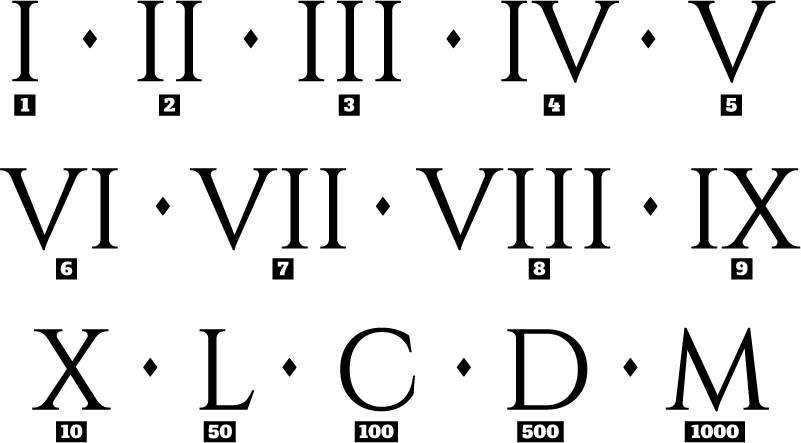 I ♦ II ♦ III ♦ IV ♦ V
1 2 3 4 5
VI ♦ VII ♦ VIII ♦ IX
6 7 8 9
X ♦ L ♦ C ♦ D ♦ M
10 50 100 500 1000